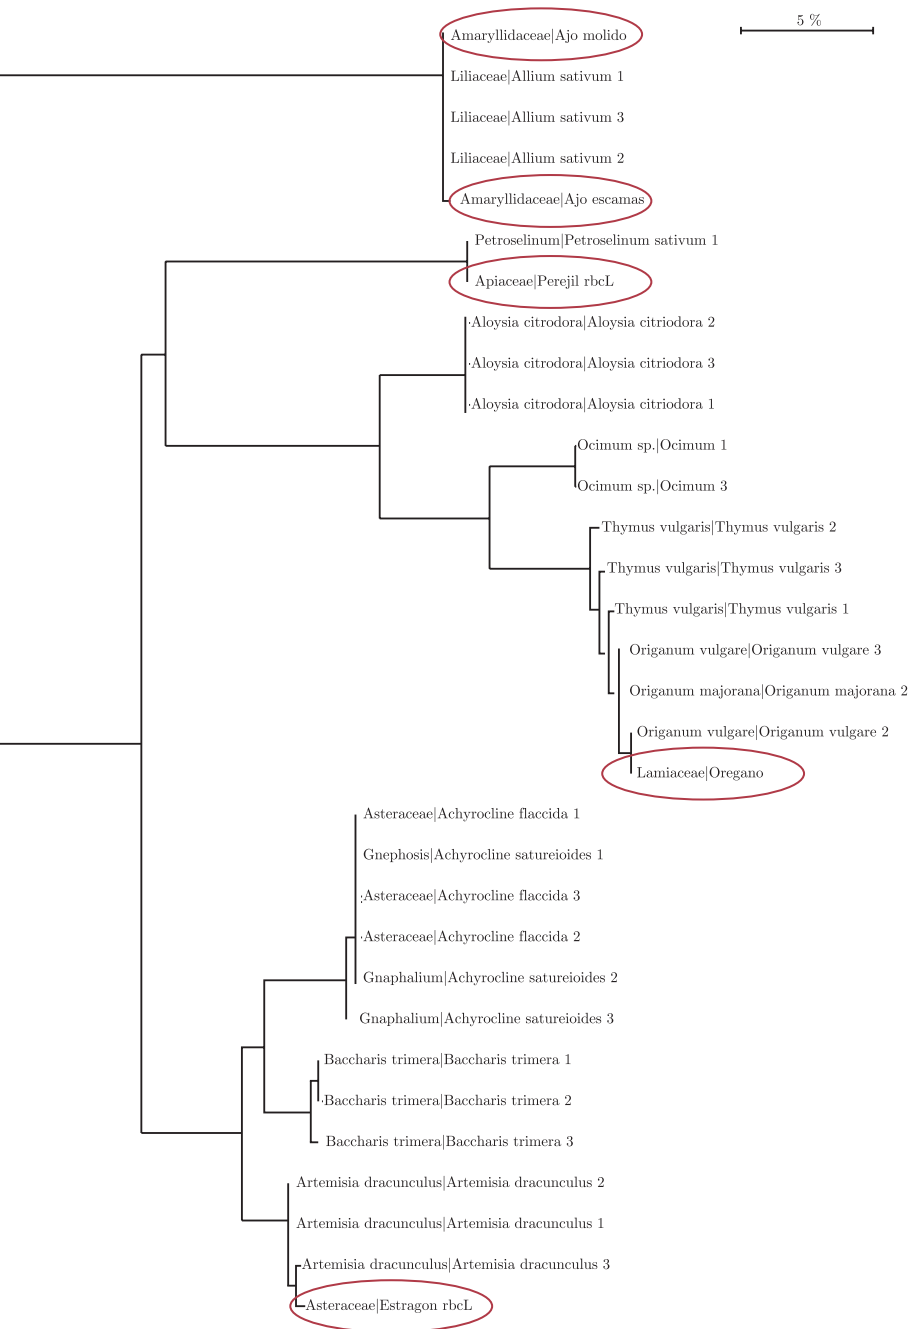 5 %
Amaryllidaceae|Ajo molido
Liliaceae|Allium sativum 1
Liliaceae|Allium sativum 3
Liliaceae|Allium sativum 2
Amaryllidaceae|Ajo escamas
Petroselinum|Petroselinum sativum 1
Apiaceae|Perejil rbcL
Aloysia citrodora|Aloysia citriodora 2
Aloysia citrodora|Aloysia citriodora 3
Aloysia citrodora|Aloysia citriodora 1
Ocimum sp.|Ocimum 1
Ocimum sp.|Ocimum 3
Thymus vulgaris|Thymus vulgaris 2
Thymus vulgaris|Thymus vulgaris 3
Thymus vulgaris|Thymus vulgaris 1
Origanum vulgare|Origanum vulgare 3
Origanum majorana|Origanum majorana 2
Origanum vulgare|Origanum vulgare 2
Lamiaceae|Oregano
Asteraceae|Achyrocline flaccida 1
Gnephosis|Achyrocline satureioides 1
Asteraceae|Achyrocline flaccida 3
Asteraceae|Achyrocline flaccida 2
Gnaphalium|Achyrocline satureioides 2
Gnaphalium|Achyrocline satureioides 3
Baccharis trimera|Baccharis trimera 1
Baccharis trimera|Baccharis trimera 2
Baccharis trimera|Baccharis trimera 3
Artemisia dracunculus|Artemisia dracunculus 2
Artemisia dracunculus|Artemisia dracunculus 1
Artemisia dracunculus|Artemisia dracunculus 3
Asteraceae|Estragon rbcL